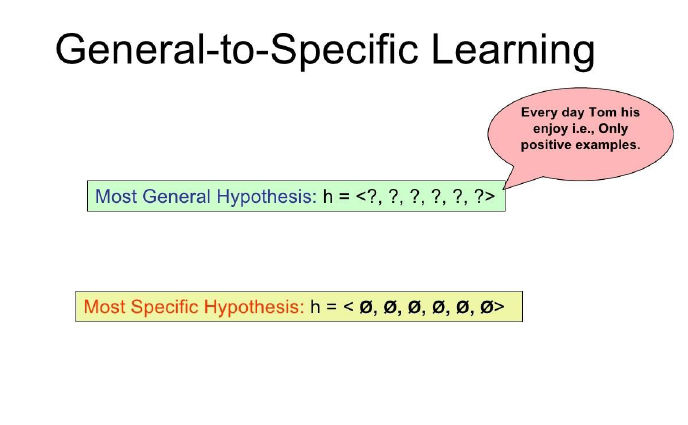 General-to-Specific Learning
Every day Tom his
enjoy i.e., Only
positive examples.
Most General Hypothesis: h = <?, ?, ?, ?, ?, ?>
Most Specific Hypothesis: h = < Ø, Ø, Ø, Ø, Ø, Ø>